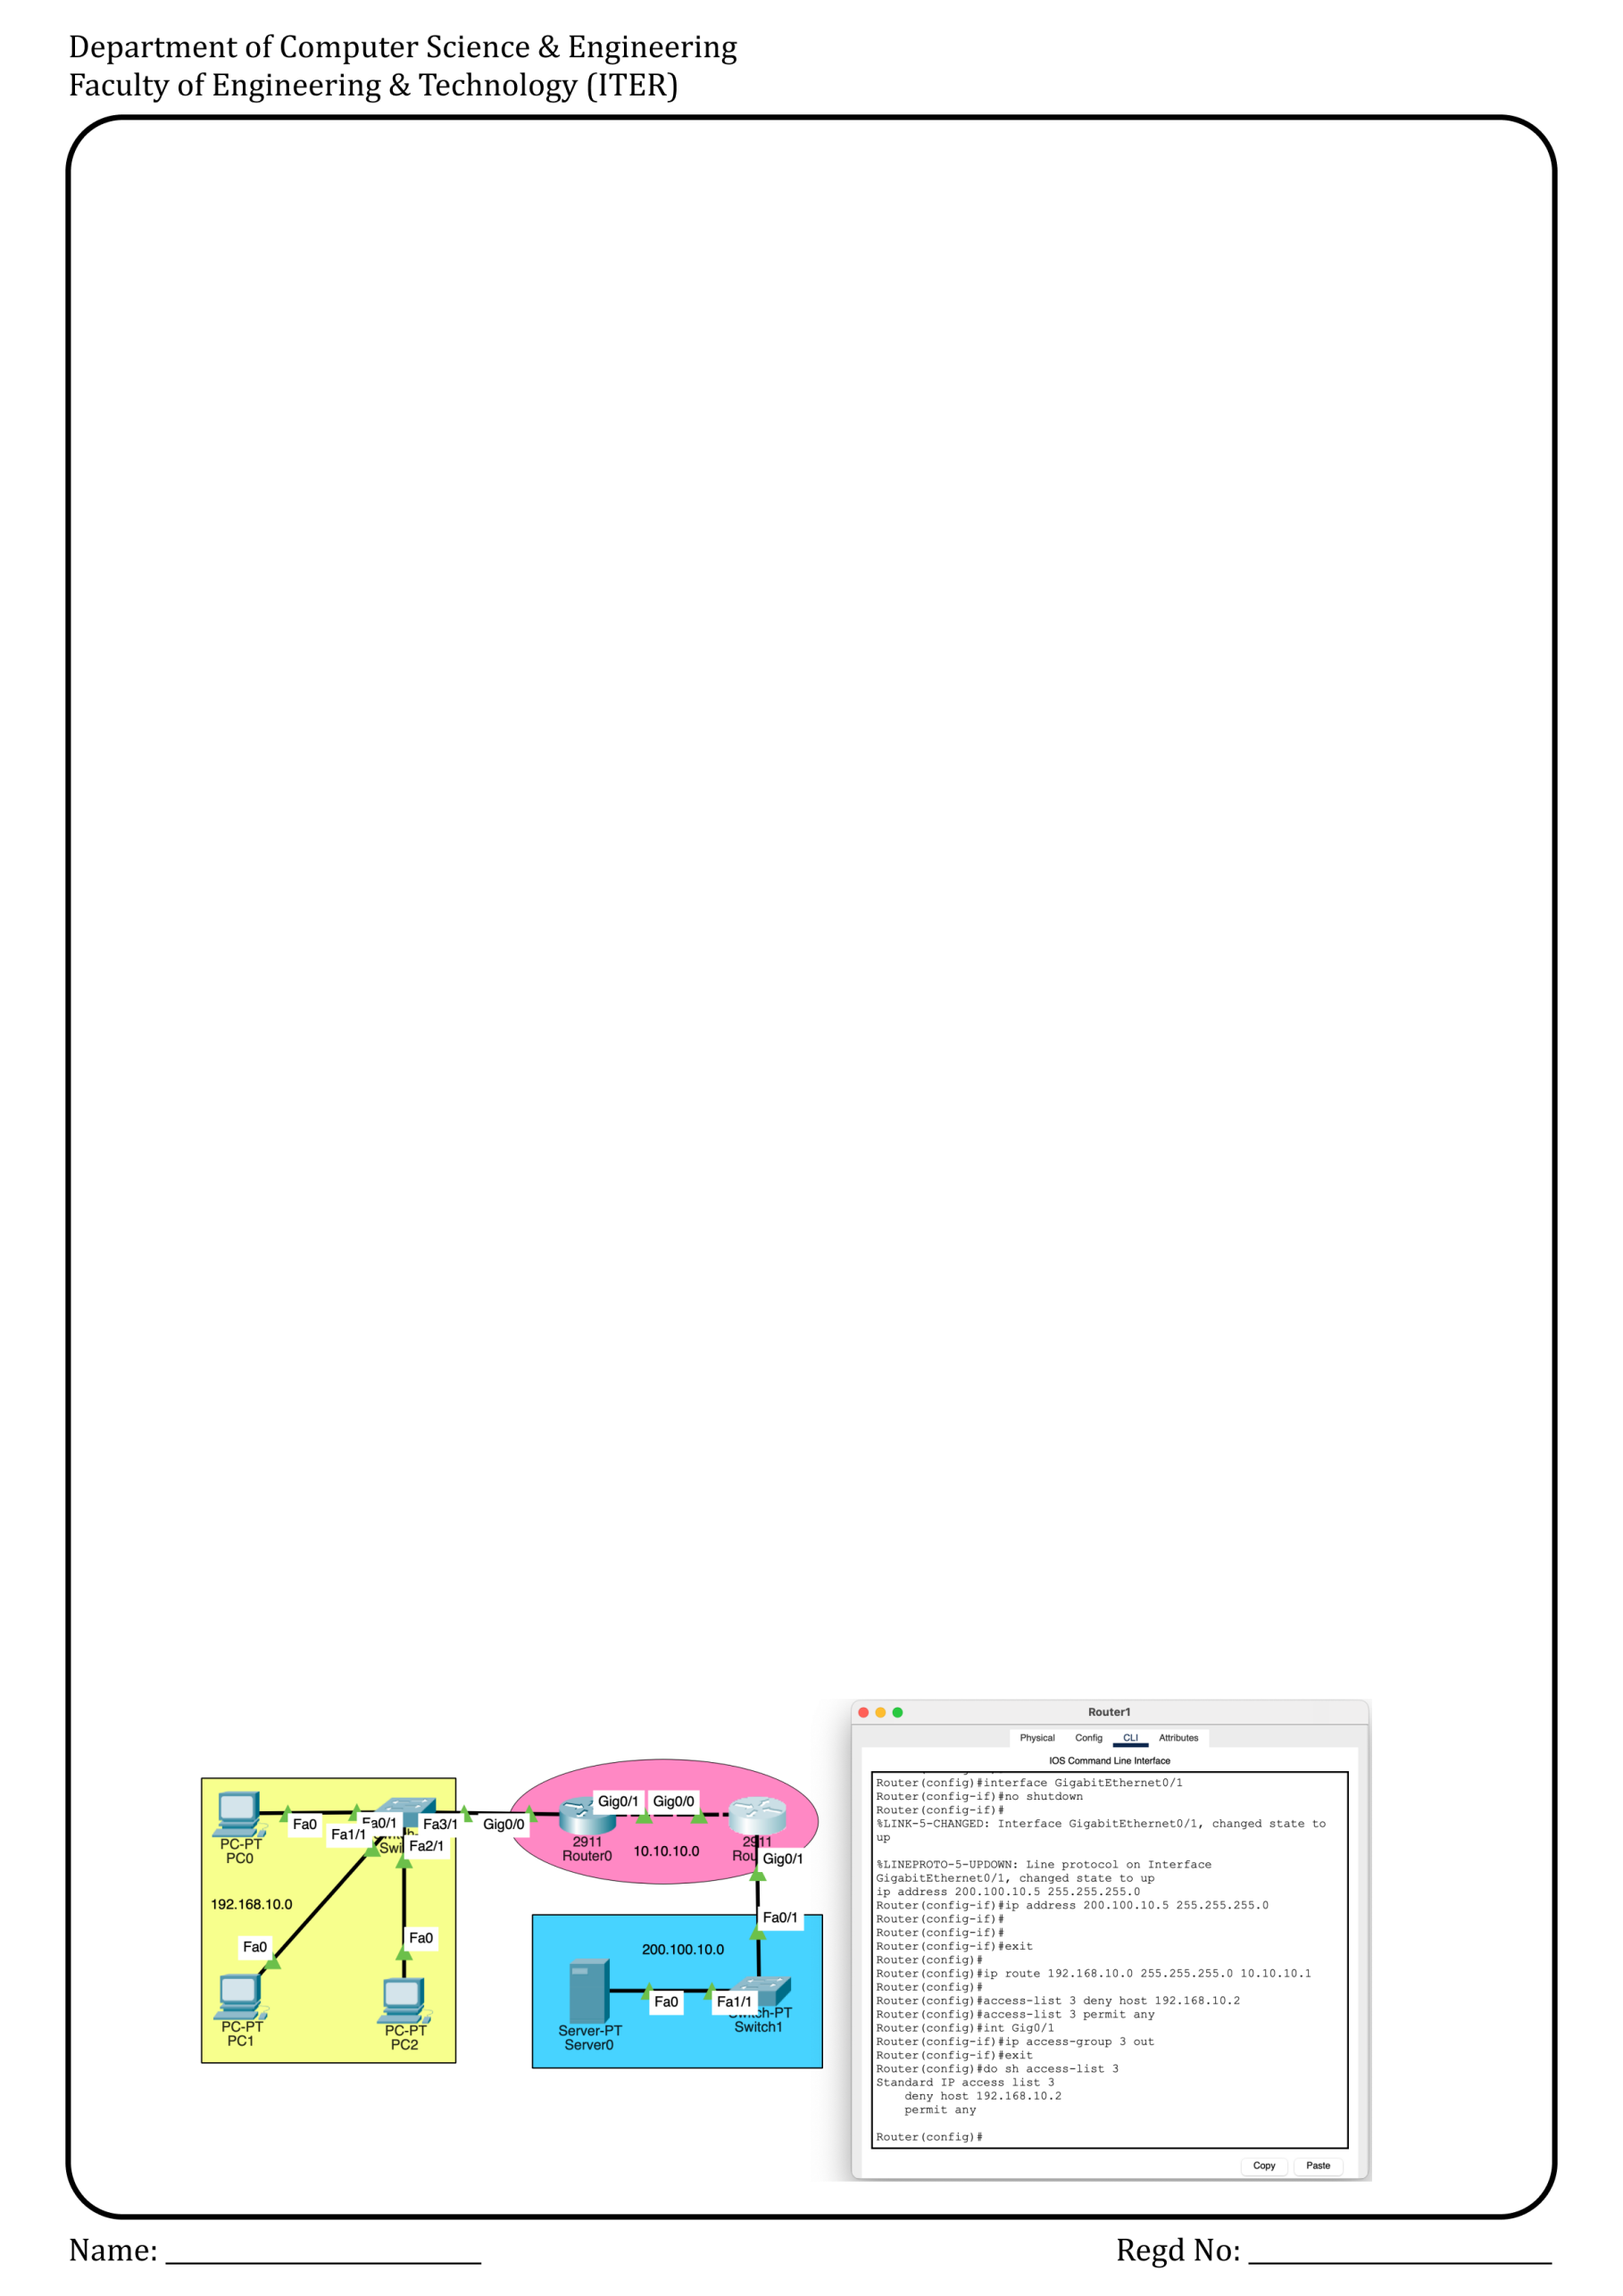 Department of Computer Science & Engineering
Faculty of Engineering & Technology (ITER)
Router1
Physical Config CLI Attributes
IOS Command Line Interface
Router(config)#interface GigabitEthernet0/1
Router(config-if)#no shutdown
Router(config-if)#
%LINK-5-CHANGED: Interface GigabitEthernet0/1, changed state to
up
%LINEPROTO-5-UPDOWN: Line protocol on Interface
GigabitEthernet0/1, changed state to up
ip address 200.100.10.5 255.255.255.0
Router(config-if)#ip address 200.100.10.5 255.255.255.0
Router(config-if)#
Router(config-if)#
Router(config-if)#exit
Router(config)#
Router(config)#ip route 192.168.10.0 255.255.255.0 10.10.10.1
Router(config)#
Router(config)#access-list 3 deny host 192.168.10.2
Router(config)#access-list 3 permit any
Router(config)#int Gig0/1
Router(config-if)#ip access-group 3 out
Router(config-if)#exit
Router(config)#do sh access-list 3
Standard IP access list 3
deny host 192.168.10.2
permit any
Router(config)#
Copy Paste
PC-PT
PC0
Fa0
Fa0/1
Fa1/1
Fa3/1
Fa2/1
Gig0/0
Gig0/1
Gig0/0
2911
Router0
10.10.10.0
2911
Gig0/1
192.168.10.0
Fa0
Fa0
PC-PT
PC1
PC-PT
PC2
Fa0/1
200.100.10.0
Fa0
Fa1/1
Server-PT
Server0
Switch-PT
Switch1
Name:
Regd No: